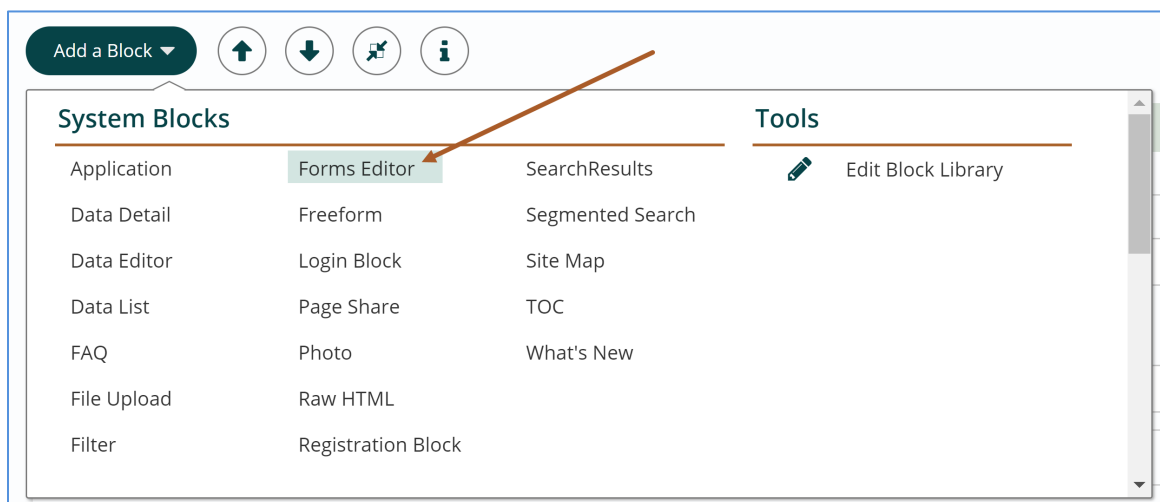 Add a Block
System Blocks
Tools
Application
Forms Editor
SearchResults
Edit Block Library
Data Detail
Freeform
Segmented Search
Data Editor
Login Block
Site Map
Data List
Page Share
TOC
FAQ
Photo
What's New
File Upload
Raw HTML
Filter
Registration Block